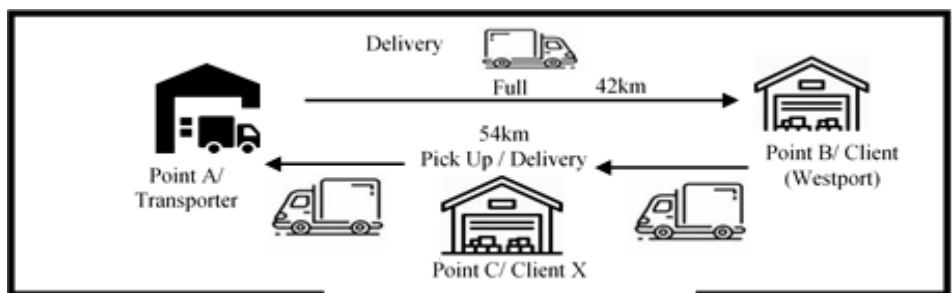 Delivery
Full 42km
54km
Pick Up / Delivery
Point A/
Transporter
Point B/ Client
(Westport)
Point C/ Client X